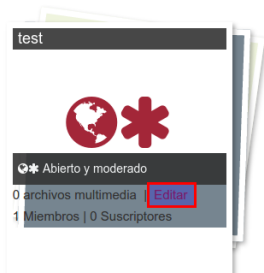 test
Abierto y moderado
0 archivos multimedia | Editar
1 Miembros | 0 Suscriptores